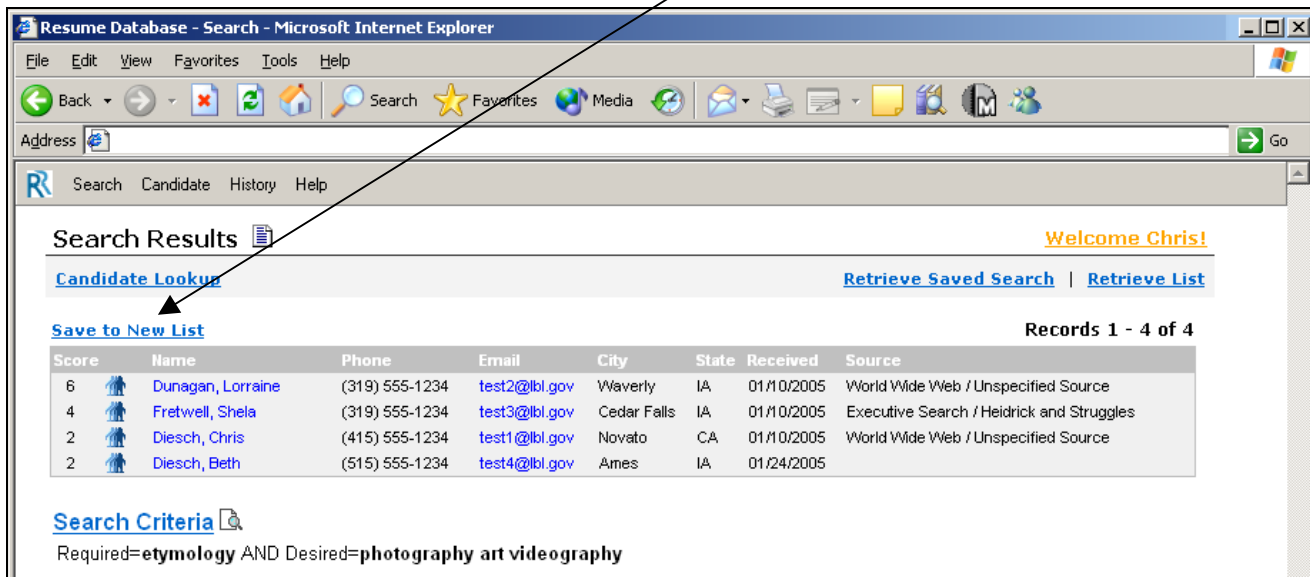 Resume Database - Search - Microsoft Internet Explorer
File Edit View Favorites Tools Help
Back Search Favorites Media M
Address Go
R Search Candidate History Help
Search Results Welcome Chris!
Candidate Lookup Retrieve Saved Search | Retrieve List
Save to New List Records 1 - 4 of 4
Score Name Phone Email City State Received Source
6 Dunagan, Lorraine (319) 555-1234 test2@lbl.gov Waverly IA 01/10/2005 World Wide Web / Unspecified Source
4 Fretwell, Shela (319) 555-1234 test3@lbl.gov Cedar Falls IA 01/10/2005 Executive Search / Heidrick and Struggles
2 Diesch, Chris (415) 555-1234 test1@lbl.gov Novato CA 01/10/2005 World Wide Web / Unspecified Source
2 Diesch, Beth (515) 555-1234 test4@lbl.gov Ames IA 01/24/2005
Search Criteria
Required=etymology AND Desired=photography art videography